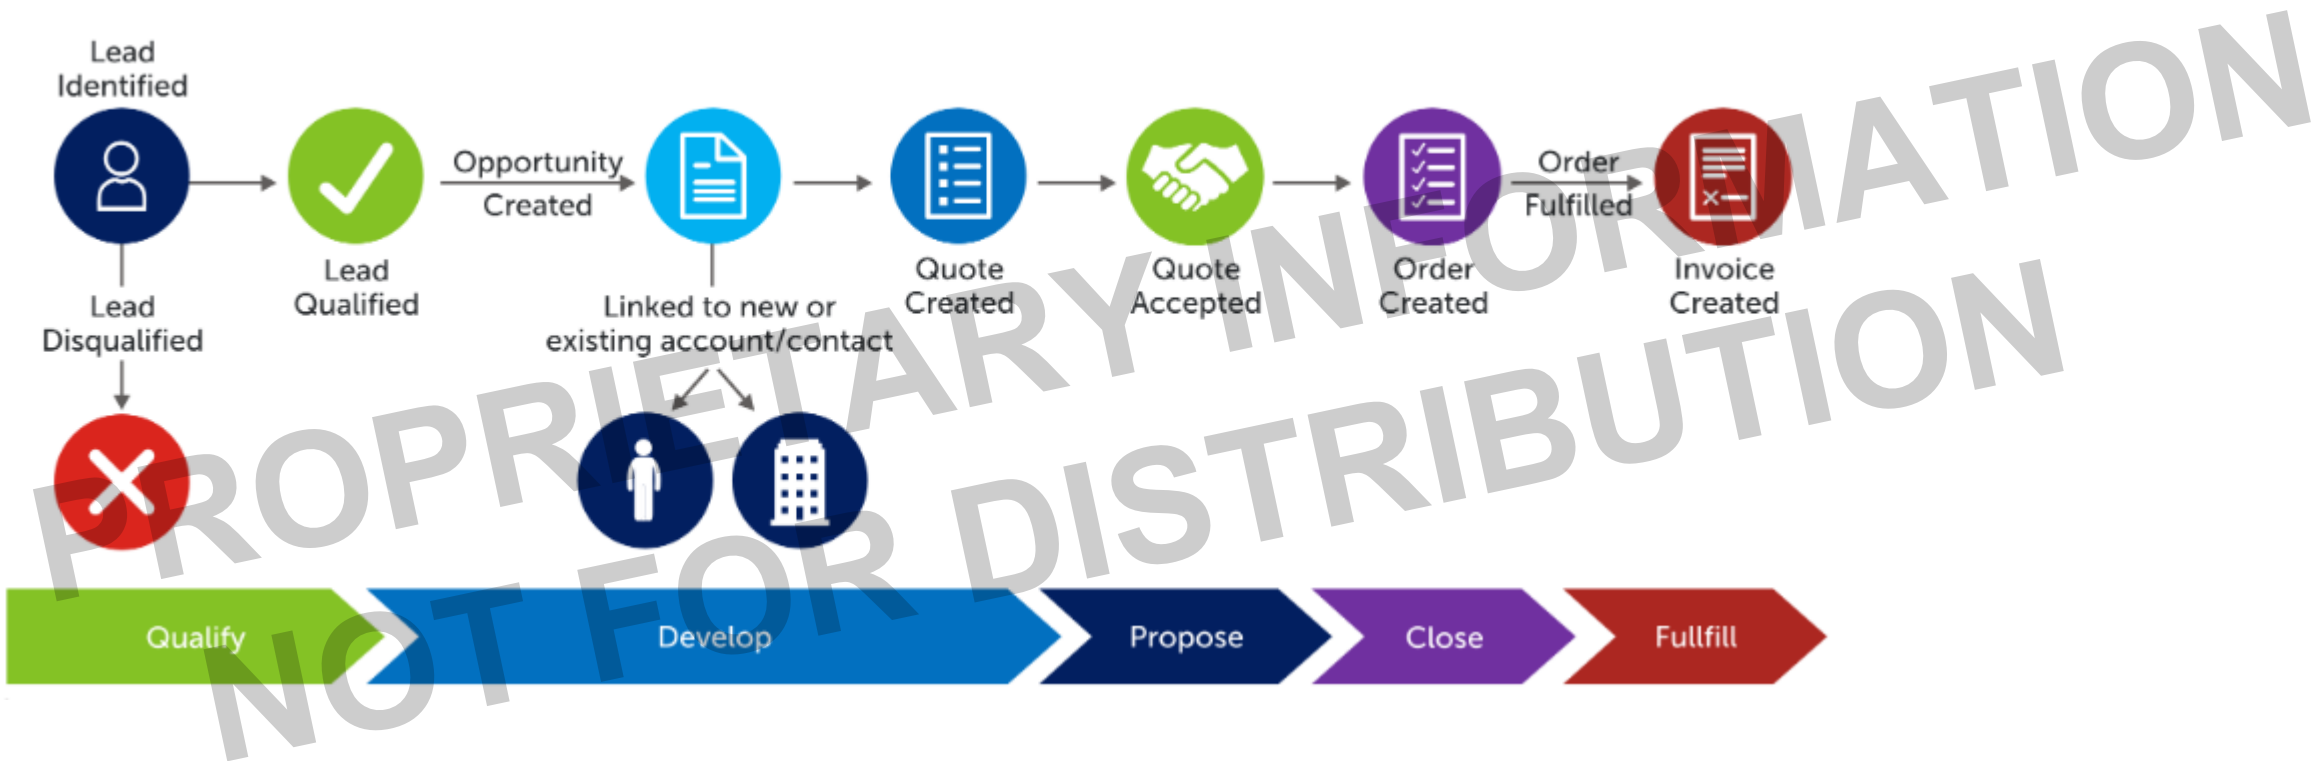 Lead
Identified
Opportunity
Created
Order
Fulfilled
Lead
Qualified
Quote
Created
Quote
Accepted
Order
Created
Invoice
Created
Lead
Disqualified
Linked to new or
existing account/contact
Qualify
Develop
Propose
Close
Fullfill
PROPRIETARY INFORMATION
NOT FOR DISTRIBUTION